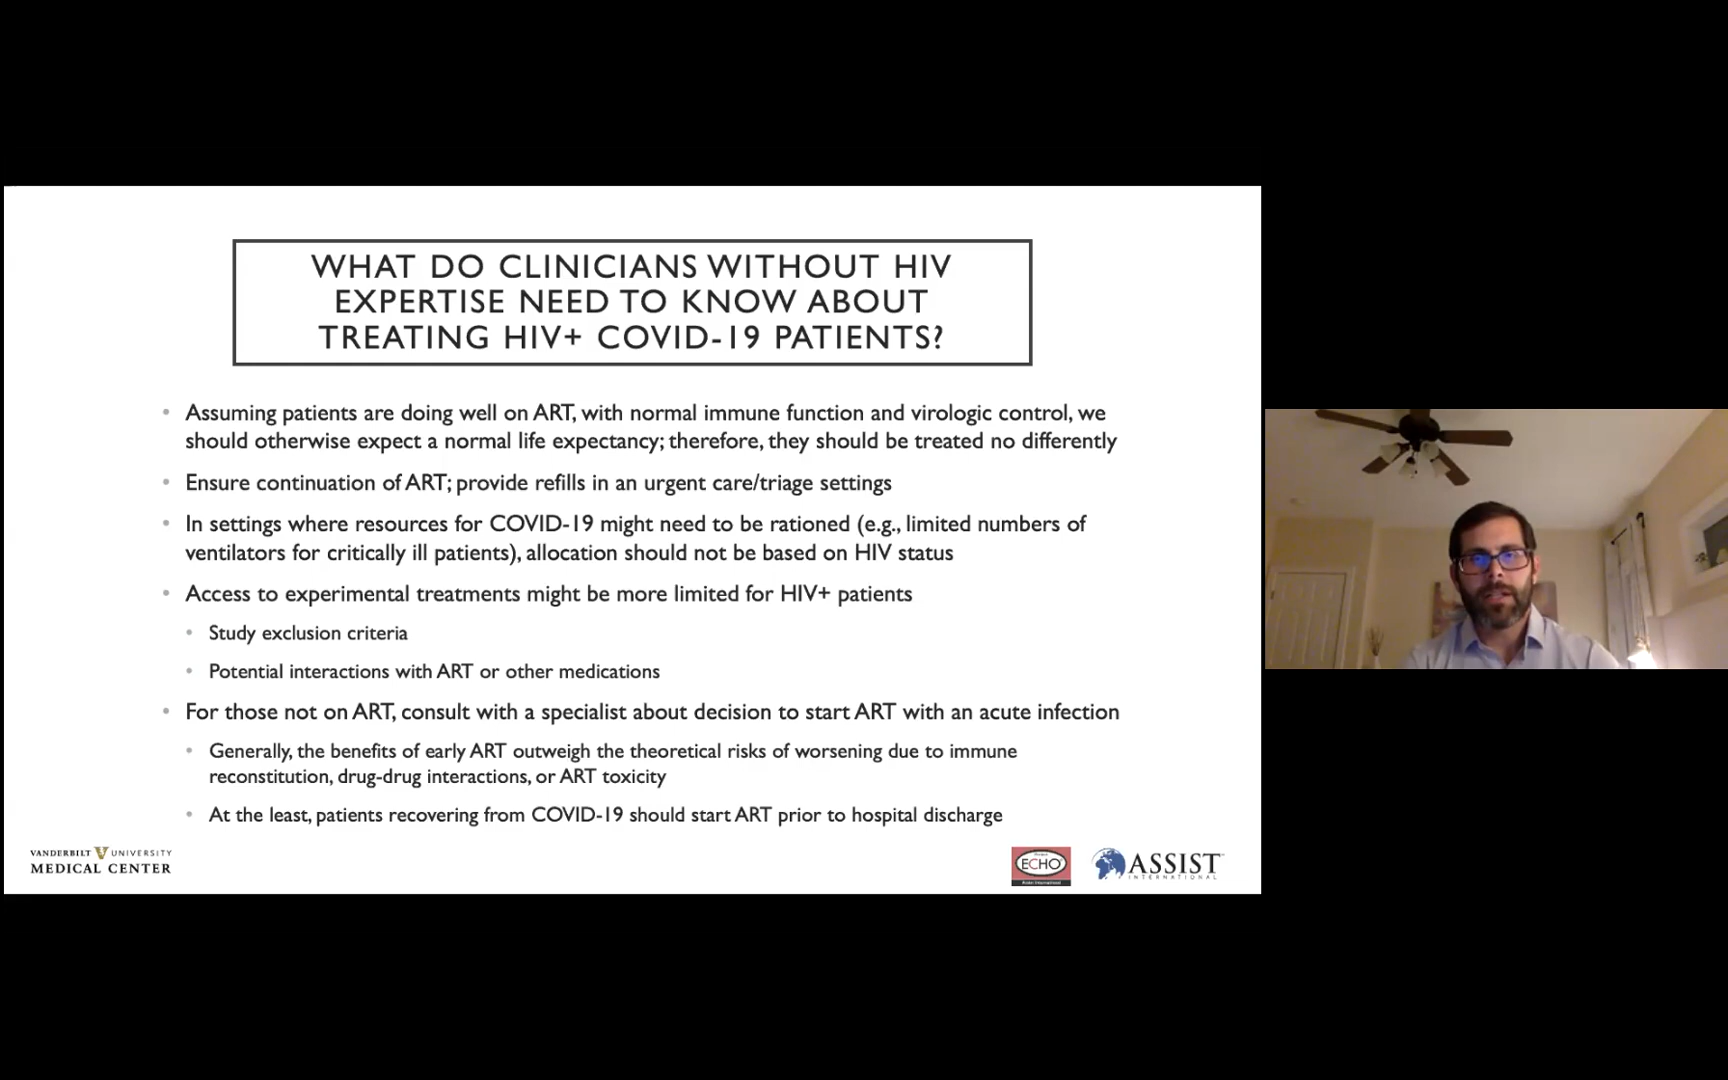 WHAT DO CLINICIANS WITHOUT HIV
EXPERTISE NEED TO KNOW ABOUT
TREATING HIV+ COVID-19 PATIENTS?
• Assuming patients are doing well on ART, with normal immune function and virologic control, we
should otherwise expect a normal life expectancy; therefore, they should be treated no differently
• Ensure continuation of ART; provide refills in an urgent care/triage settings
• In settings where resources for COVID-19 might need to be rationed (e.g., limited numbers of
ventilators for critically ill patients), allocation should not be based on HIV status
• Access to experimental treatments might be more limited for HIV+ patients
• Study exclusion criteria
• Potential interactions with ART or other medications
• For those not on ART, consult with a specialist about decision to start ART with an acute infection
• Generally, the benefits of early ART outweigh the theoretical risks of worsening due to immune
reconstitution, drug-drug interactions, or ART toxicity
• At the least, patients recovering from COVID-19 should start ART prior to hospital discharge
VANDERBILT V UNIVERSITY
MEDICAL CENTER
ECHO
ASSIST
INTERNATIONAL